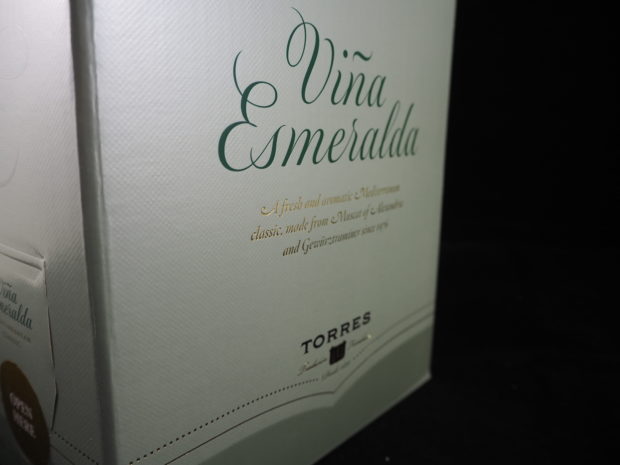 Viña
Esmeralda
A fresh and aromatic Mediterranean
classic, made from Muscat of Alexandria
and Gewürztraminer since 1976
TORRES
Viña
Esmeralda
OPEN
HERE